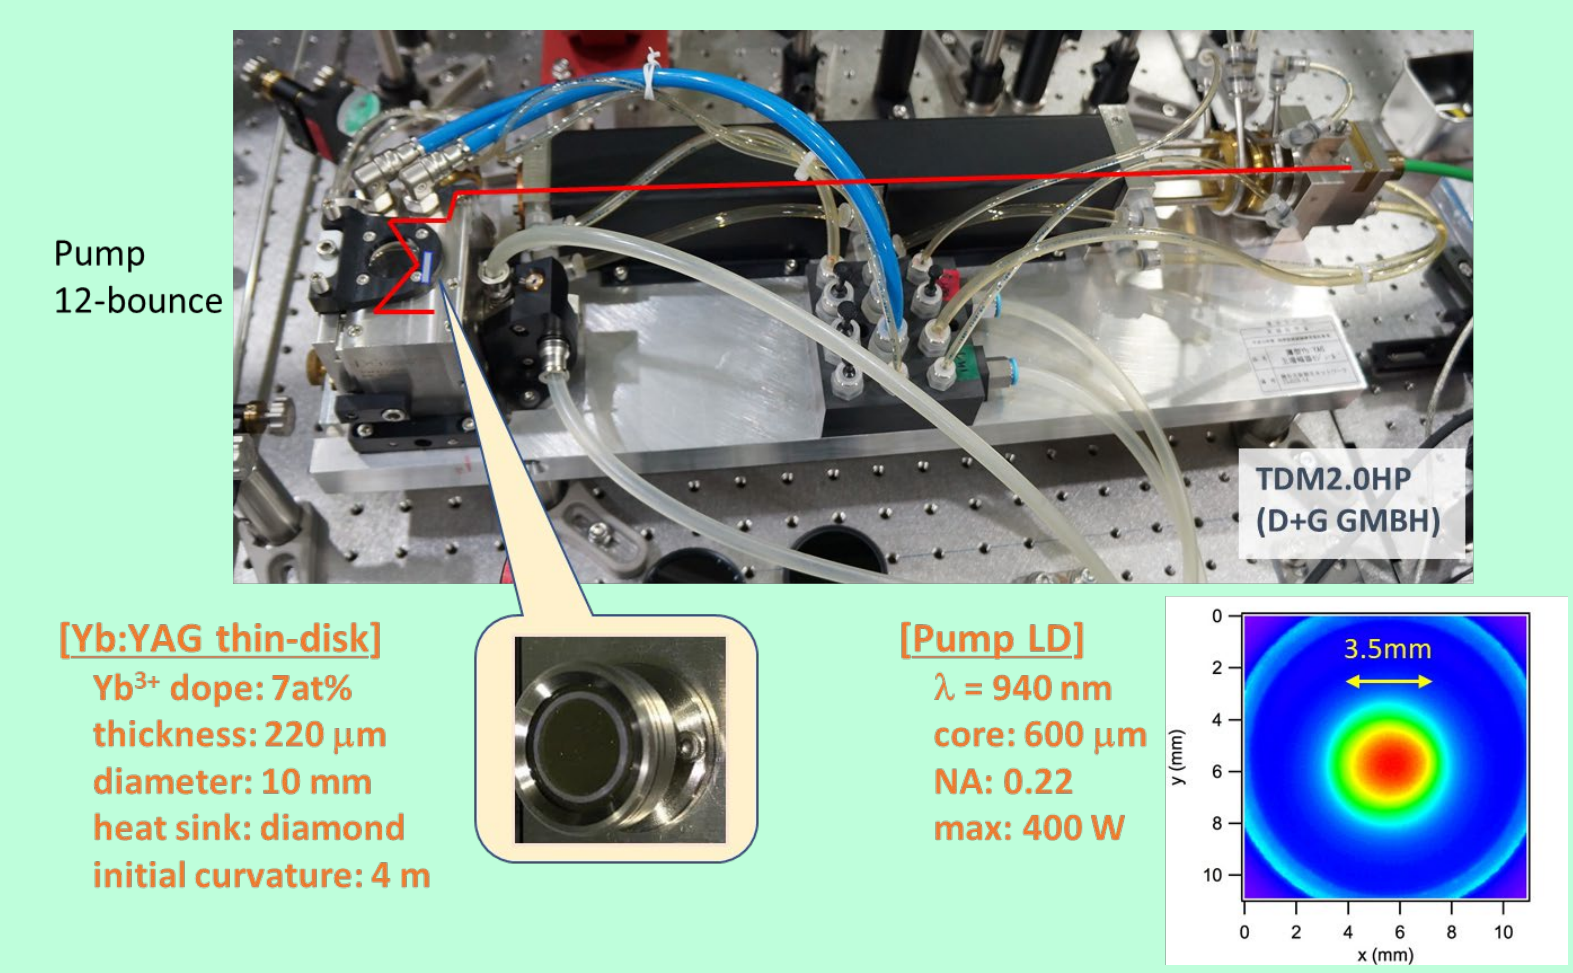 Pump
12-bounce
TDM2.0HP
(D+G GMBH)
[Yb:YAG thin-disk]
Yb³⁺ dope: 7at%
thickness: 220 μm
diameter: 10 mm
heat sink: diamond
initial curvature: 4 m
[Pump LD]
λ = 940 nm
core: 600 μm
NA: 0.22
max: 400 W
3.5mm
0
2
4
6
8
10
y (mm)
0 2 4 6 8 10
x (mm)